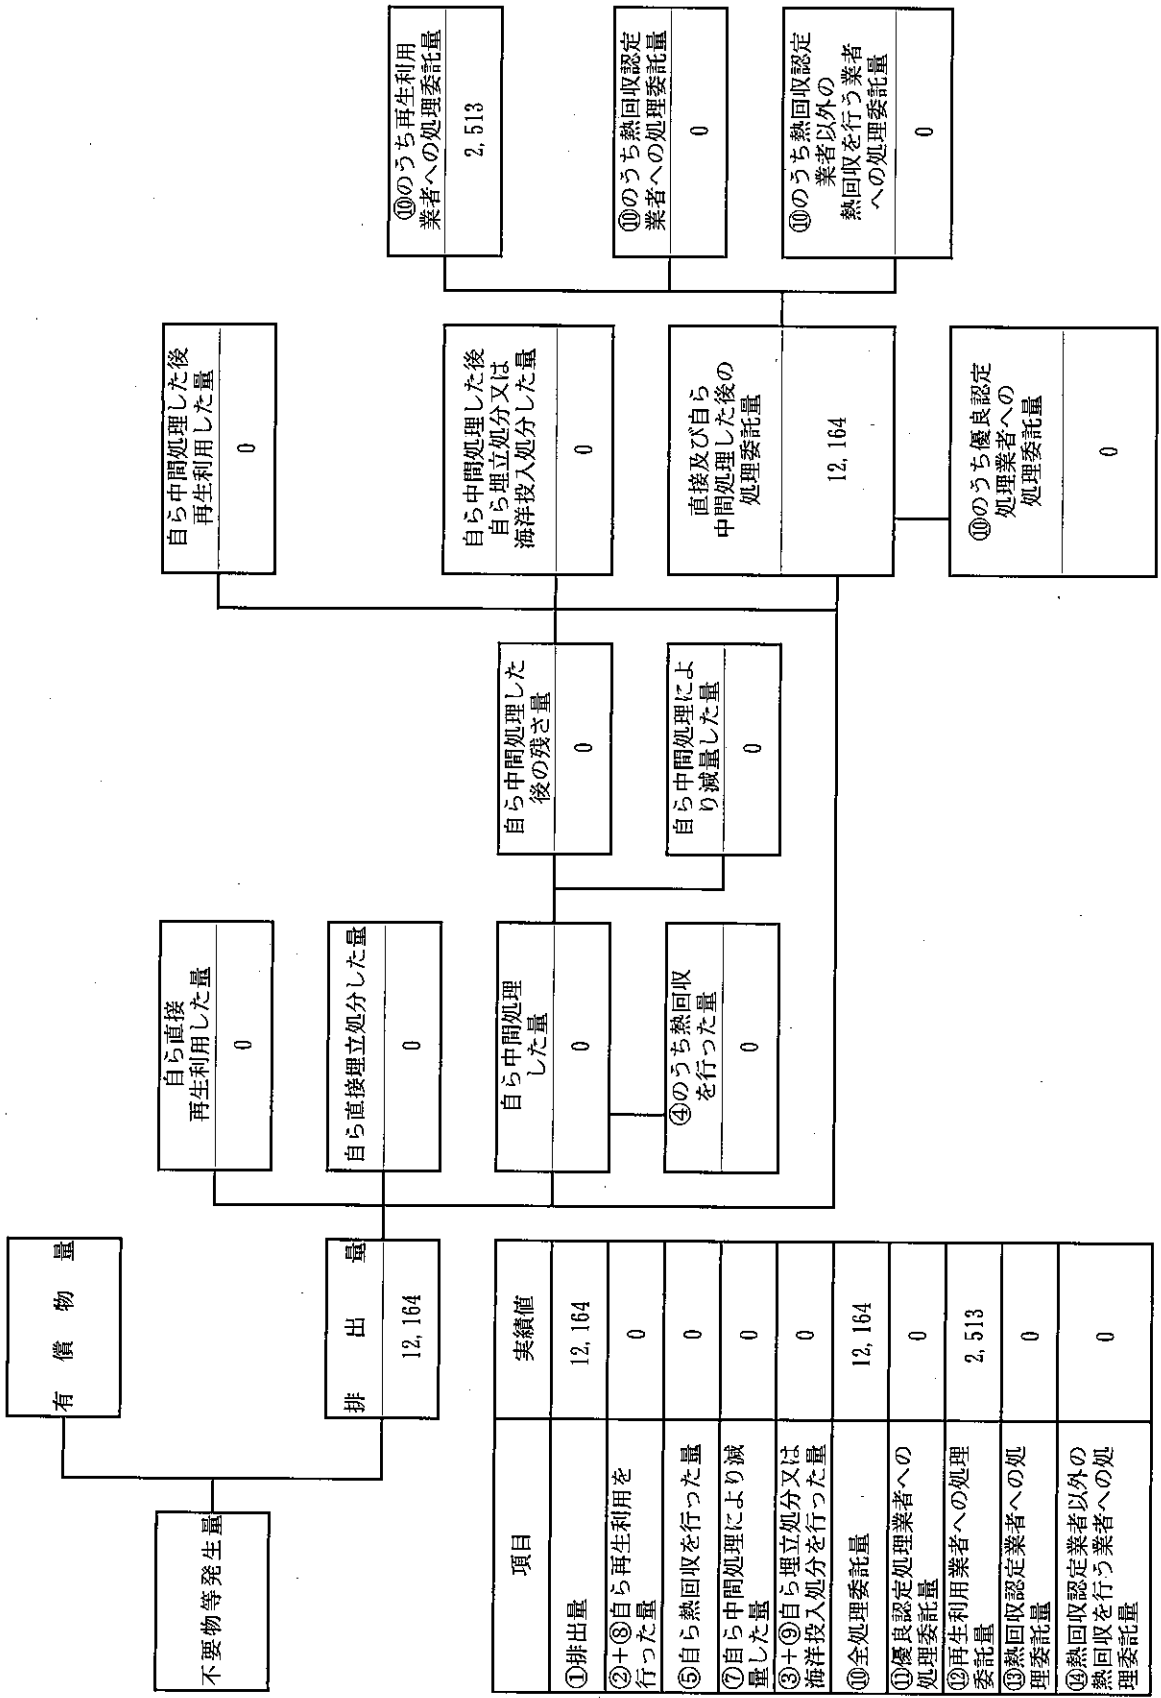 不要物等発生量
有償物量
排出量
12,164
自ら直接
再生利用した量
0
自ら直接埋立処分した量
0
自ら中間処理
した量
0
④のうち熱回収
を行った量
0
自ら中間処理した
後の残さ量
0
自ら中間処理によ
り減量した量
0
自ら中間処理した後
再生利用した量
0
自ら中間処理した後
自ら埋立処分又は
海洋投入処分した量
0
直接及び自ら
中間処理した後の
処理委託量
12,164
⑩のうち優良認定
処理業者への
処理委託量
0
⑩のうち再生利用
業者への処理委託量
2,513
⑩のうち熱回収認定
業者への処理委託量
0
⑩のうち熱回収認定
業者以外の
熱回収を行う業者
への処理委託量
0
項目 実績値
①排出量 12,164
②+⑧自ら再生利用を
行った量 0
⑤自ら熱回収を行った量 0
⑦自ら中間処理により減
量した量 0
③+⑨自ら埋立処分又は
海洋投入処分を行った量 0
⑩全処理委託量 12,164
⑪優良認定処理業者への
処理委託量 0
⑫再生利用業者への処理
委託量 2,513
⑬熱回収認定業者への処
理委託量 0
⑭熱回収認定業者以外の
熱回収を行う業者への処
理委託量 0